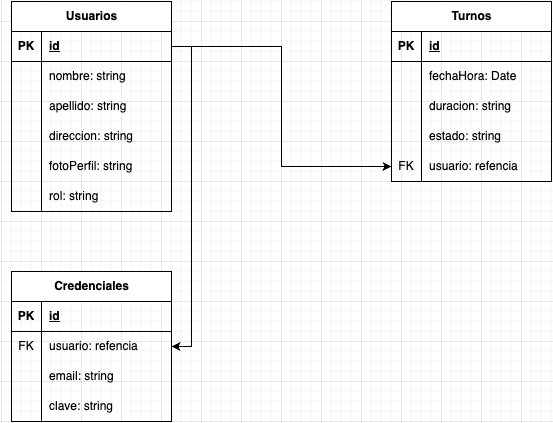 Usuarios
PK id
nombre: string
apellido: string
direccion: string
fotoPerfil: string
rol: string
Turnos
PK id
fechaHora: Date
duracion: string
estado: string
FK usuario: refencia
Credenciales
PK id
FK usuario: refencia
email: string
clave: string